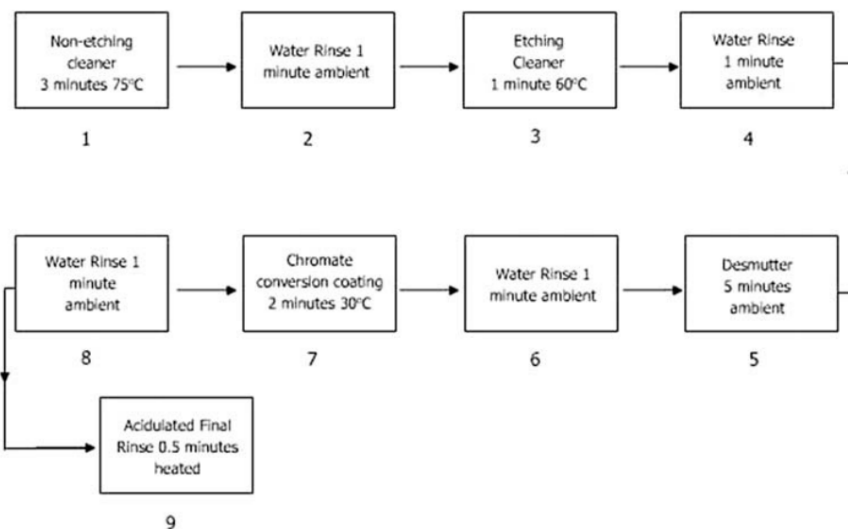 Non-etching
cleaner
3 minutes 75°C
1
Water Rinse 1
minute ambient
2
Etching
Cleaner
1 minute 60°C
3
Water Rinse
1 minute
ambient
4
Water Rinse 1
minute
ambient
8
Chromate
conversion coating
2 minutes 30°C
7
Water Rinse 1
minute ambient
6
Desmutter
5 minutes
ambient
5
Acidulated Final
Rinse 0.5 minutes
heated
9